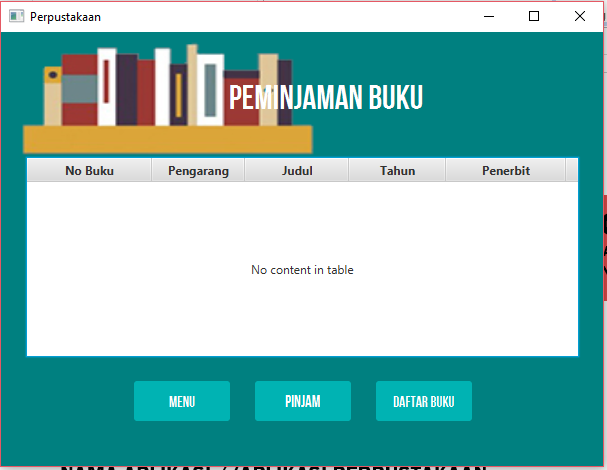 Perpustakaan
PEMINJAMAN BUKU
No Buku Pengarang Judul Tahun Penerbit
No content in table
MENU PINJAM DAFTAR BUKU